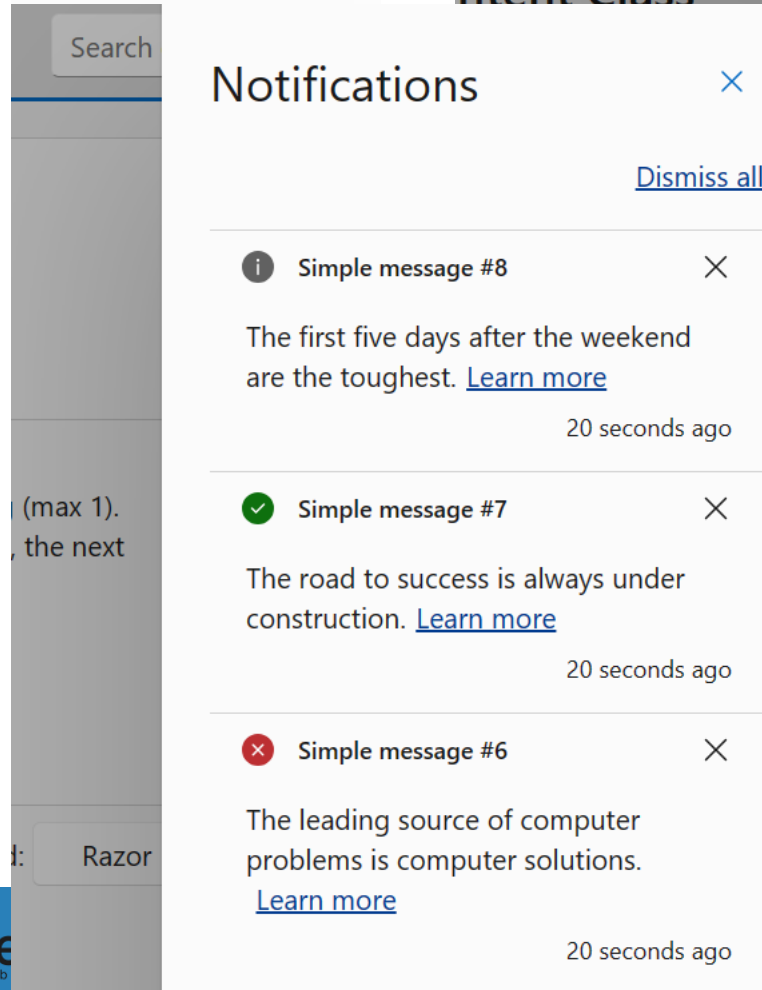 Search
Notifications
Dismiss all
Simple message #8
The first five days after the weekend
are the toughest. Learn more
20 seconds ago
Simple message #7
The road to success is always under
construction. Learn more
20 seconds ago
Simple message #6
The leading source of computer
problems is computer solutions.
Learn more
20 seconds ago
(max 1).
, the next
Razor